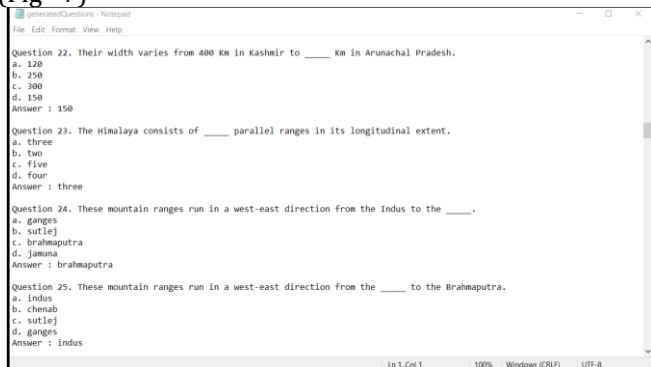 generatedQuestions - Notepad
File Edit Format View Help
Question 22. Their width varies from 400 Km in Kashmir to _____ Km in Arunachal Pradesh.
a. 120
b. 250
c. 300
d. 150
Answer : 150
Question 23. The Himalaya consists of _____ parallel ranges in its longitudinal extent.
a. three
b. two
c. five
d. four
Answer : three
Question 24. These mountain ranges run in a west-east direction from the Indus to the _____.
a. ganges
b. sutlej
c. brahmaputra
d. jamuna
Answer : brahmaputra
Question 25. These mountain ranges run in a west-east direction from the _____ to the Brahmaputra.
a. indus
b. chenab
c. sutlej
d. ganges
Answer : indus
Ln 1, Col 1 100% Windows (CRLF) UTF-8